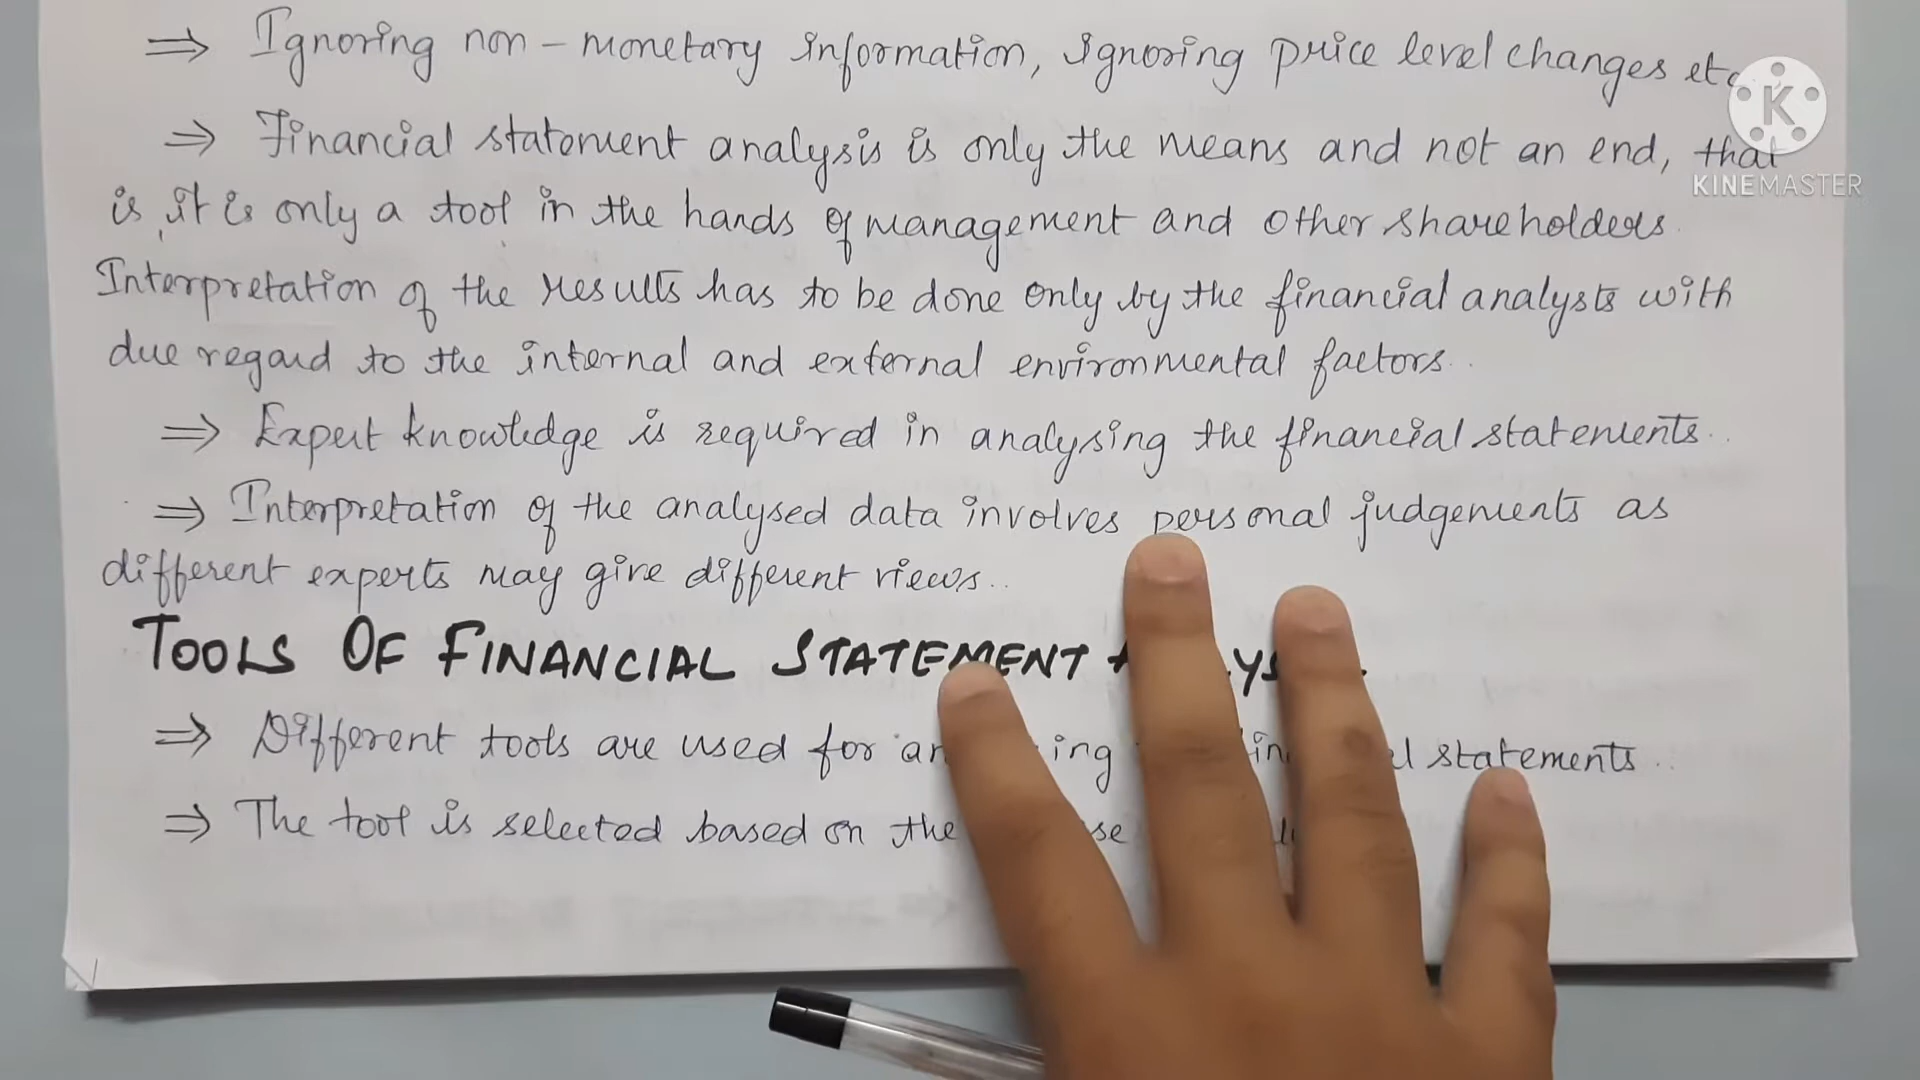 ⇒ Ignoring non-monetary information, ignoring price level changes etc
⇒ Financial statement analysis is only the means and not an end, that
is, it is only a tool in the hands of management and other shareholders.
Interpretation of the results has to be done only by the financial analysts with
due regard to the internal and external environmental factors..
⇒ Expert knowledge is required in analysing the financial statements..
⇒ Interpretation of the analysed data involves personal judgements as
different experts may give different views..
TOOLS OF FINANCIAL STATEMENT
⇒ Different tools are used for statements..
⇒ The tool is selected based on the
K
KINEMASTER